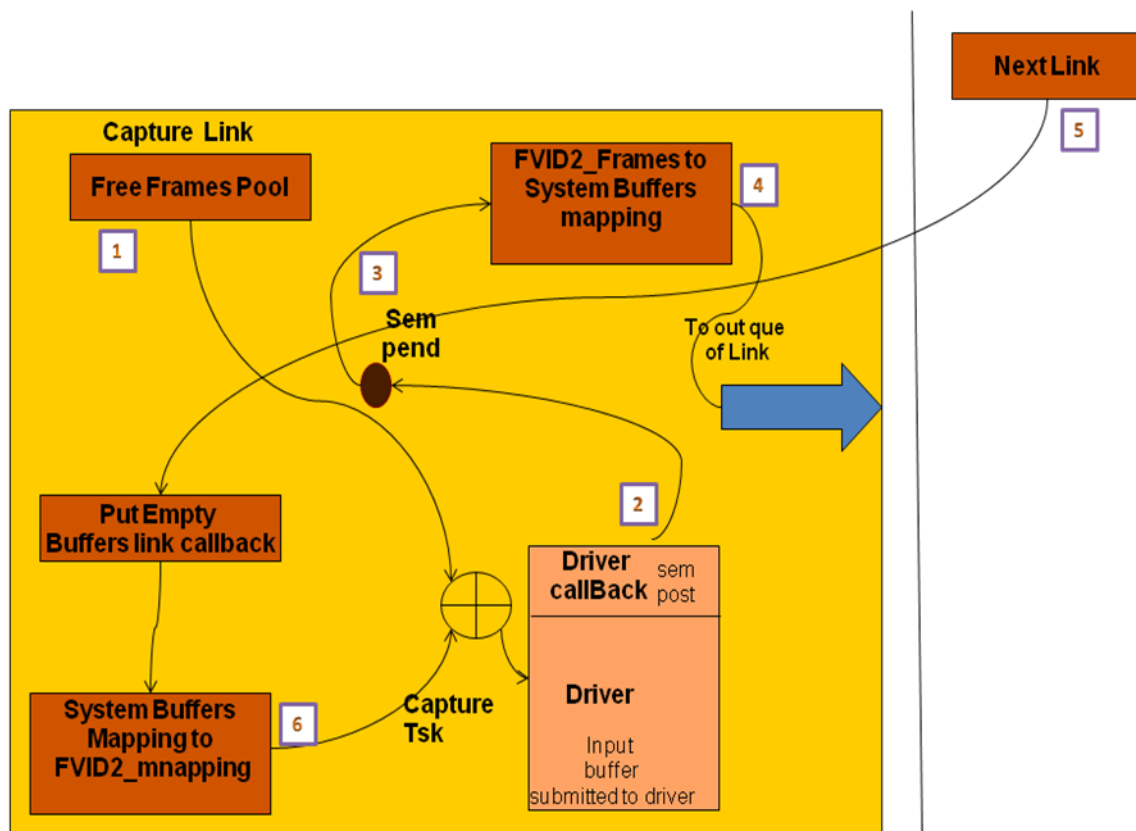 Next Link
5
Capture Link
Free Frames Pool
1
FVID2_Frames to
System Buffers
mapping
4
3
Sem
pend
To out que
of Link
2
Put Empty
Buffers link callback
Driver
callBack
sem
post
System Buffers
Mapping to
FVID2_mnapping
6
Capture
Tsk
Driver
Input
buffer
submitted to driver